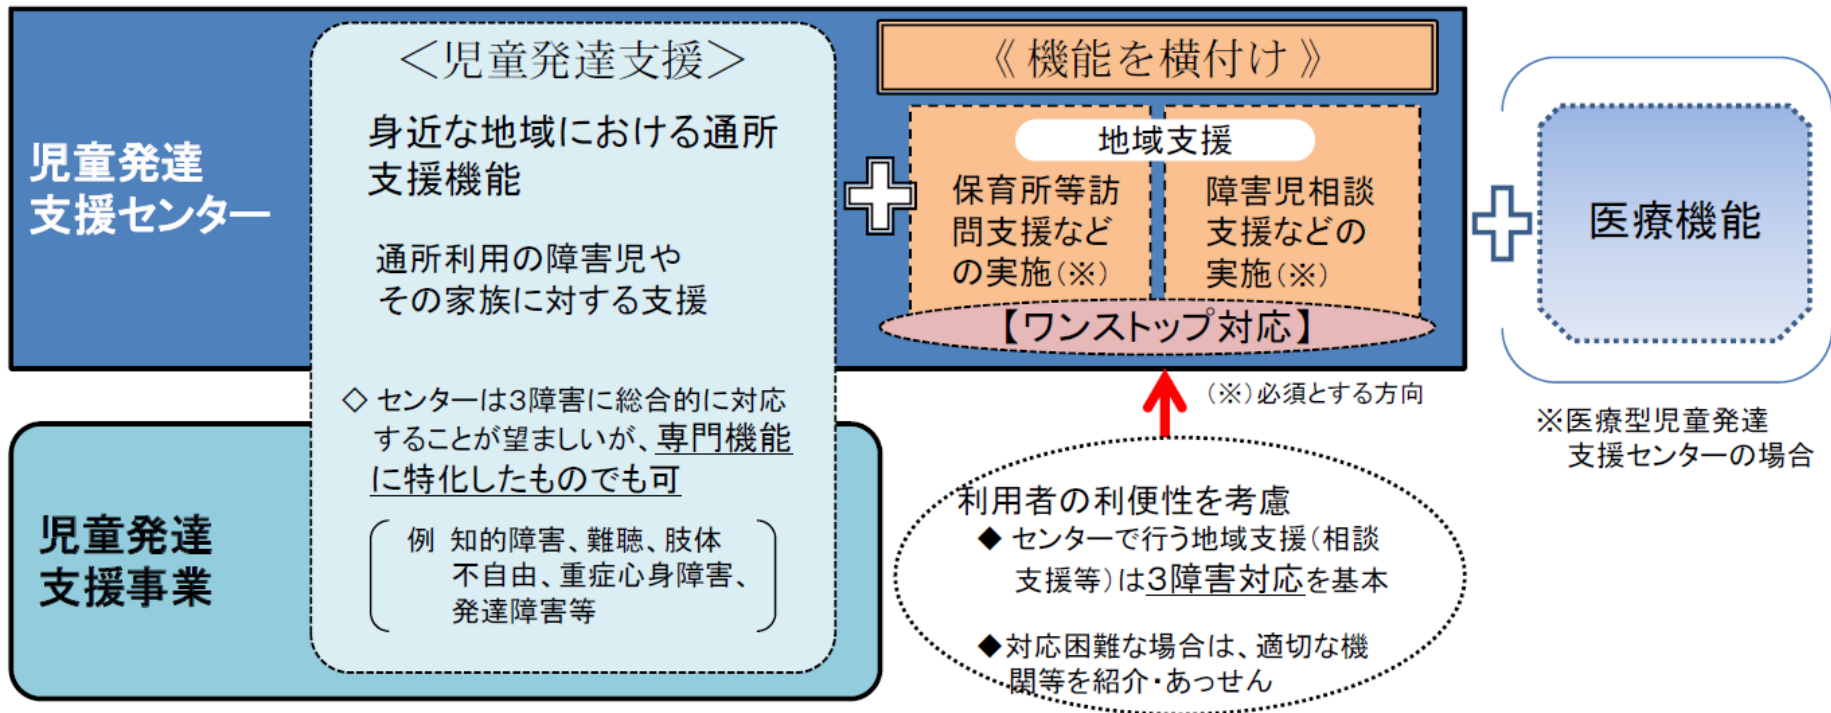 児童発達
支援センター
＜児童発達支援＞
身近な地域における通所
支援機能
通所利用の障害児や
その家族に対する支援
◇ センターは３障害に総合的に対応
することが望ましいが、専門機能
に特化したものでも可
例 知的障害、難聴、肢体
不自由、重症心身障害、
発達障害等
児童発達
支援事業
《 機能を横付け 》
地域支援
保育所等訪
問支援など
の実施(※)
障害児相談
支援などの
実施(※)
【ワンストップ対応】
(※)必須とする方向
利用者の利便性を考慮
◆ センターで行う地域支援(相談
支援等)は３障害対応を基本
◆対応困難な場合は、適切な機
関等を紹介・あっせん
医療機能
※医療型児童発達
支援センターの場合